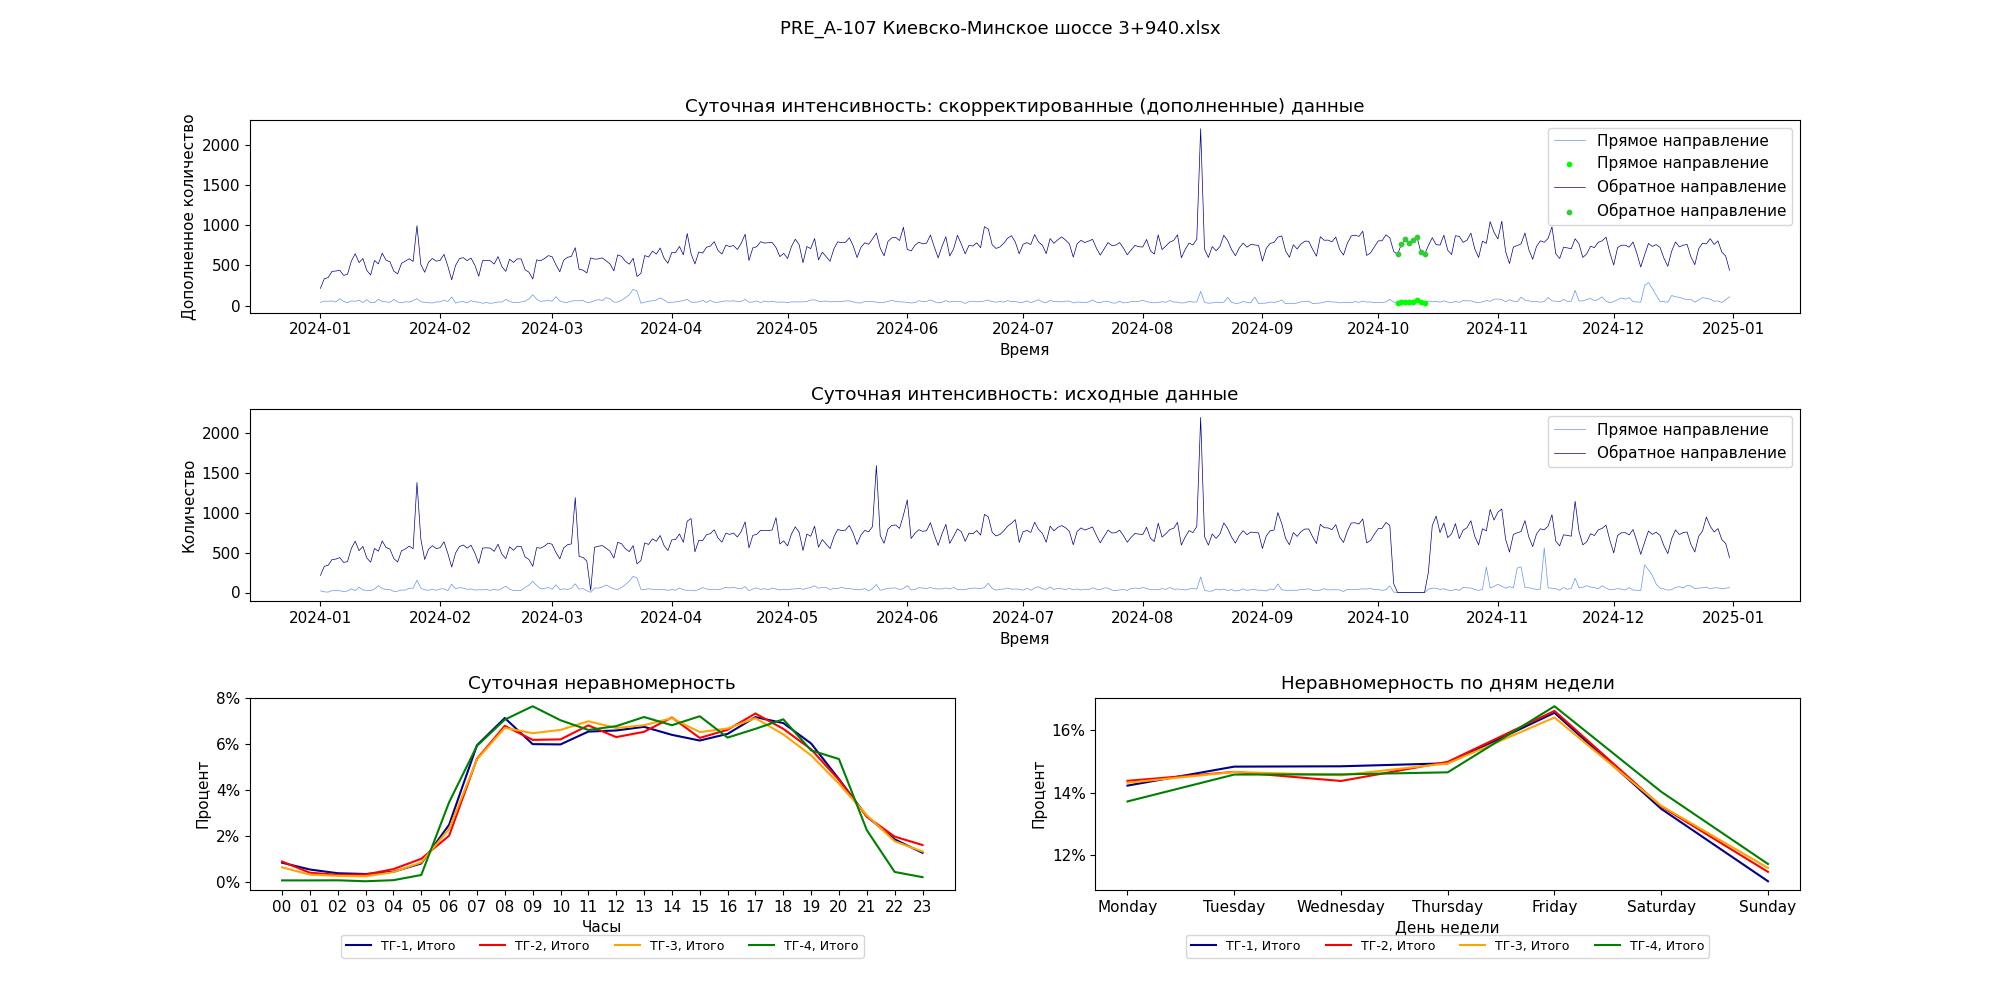 PRE_A-107 Киевско-Минское шоссе 3+940.xlsx
Суточная интенсивность: скорректированные (дополненные) данные
Дополненное количество
2000
1500
1000
500
0
Прямое направление
Прямое направление
Обратное направление
Обратное направление
2024-01 2024-02 2024-03 2024-04 2024-05 2024-06 2024-07 2024-08 2024-09 2024-10 2024-11 2024-12 2025-01
Время
Суточная интенсивность: исходные данные
Количество
2000
1500
1000
500
0
Прямое направление
Обратное направление
2024-01 2024-02 2024-03 2024-04 2024-05 2024-06 2024-07 2024-08 2024-09 2024-10 2024-11 2024-12 2025-01
Время
Суточная неравномерность
Процент
8%
6%
4%
2%
0%
00 01 02 03 04 05 06 07 08 09 10 11 12 13 14 15 16 17 18 19 20 21 22 23
Часы
ТГ-1, Итого ТГ-2, Итого ТГ-3, Итого ТГ-4, Итого
Неравномерность по дням недели
Процент
16%
14%
12%
Monday Tuesday Wednesday Thursday Friday Saturday Sunday
День недели
ТГ-1, Итого ТГ-2, Итого ТГ-3, Итого ТГ-4, Итого